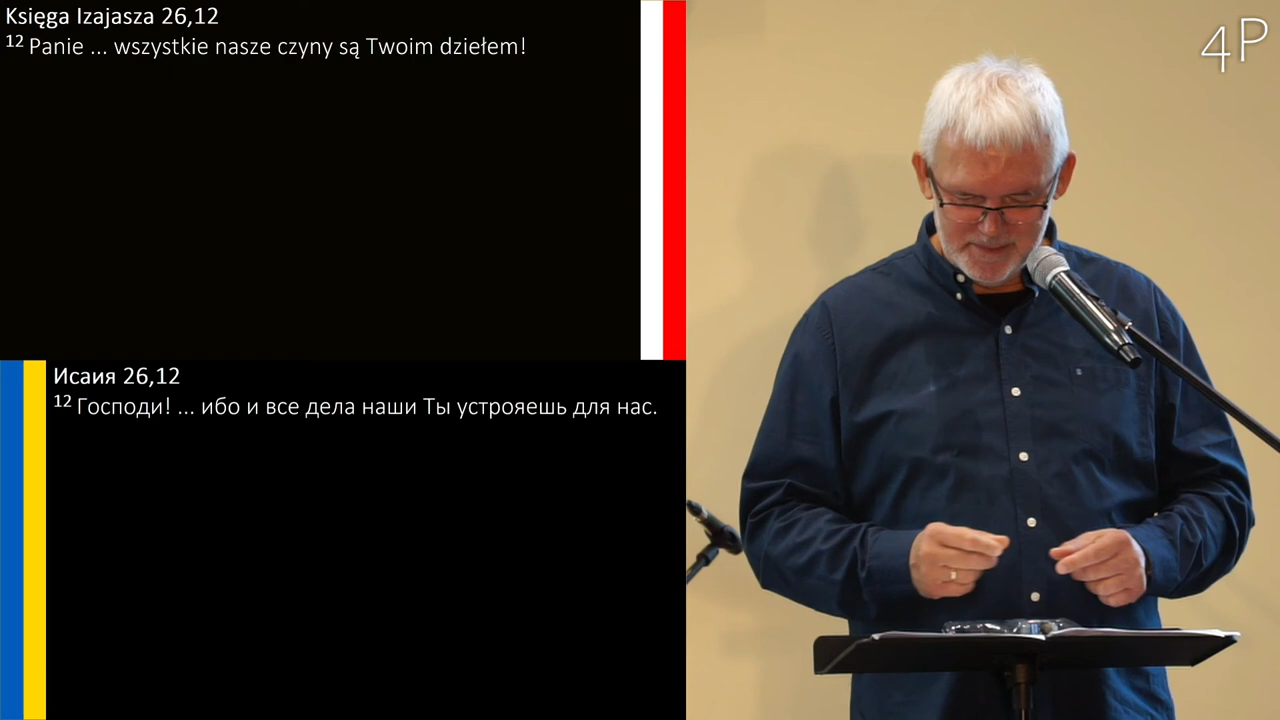 Księga Izajasza 26,12
12 Panie ... wszystkie nasze czyny są Twoim dziełem!
4P
Исаия 26,12
12 Господи! ... ибо и все дела наши Ты устрояешь для нас.